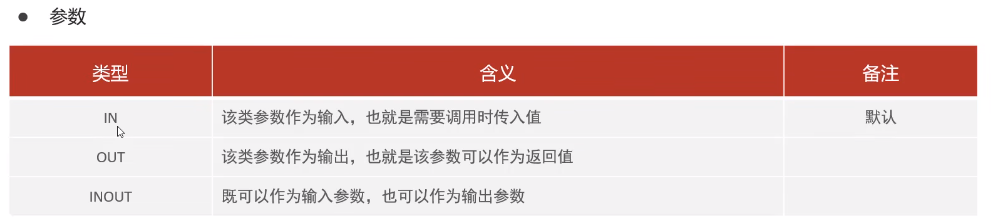 ● 参数
类型 含义 备注
IN 该类参数作为输入，也就是需要调用时传入值 默认
OUT 该类参数作为输出，也就是该参数可以作为返回值
INOUT 既可以作为输入参数，也可以作为输出参数